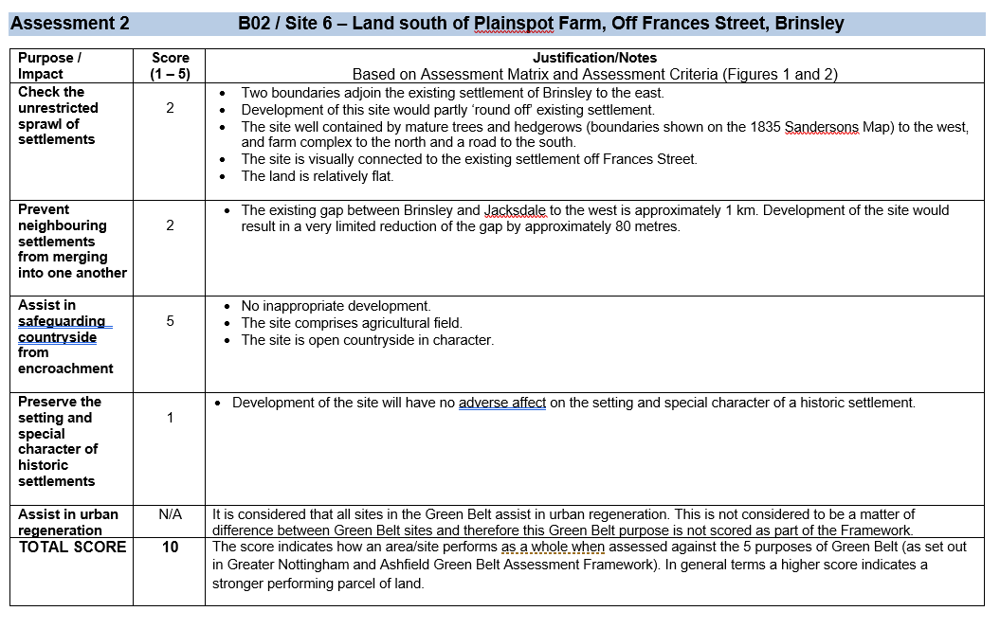 Assessment 2 B02 / Site 6 – Land south of Plainspot Farm, Off Frances Street, Brinsley
Purpose /
Impact
Score
(1 – 5)
Justification/Notes
Based on Assessment Matrix and Assessment Criteria (Figures 1 and 2)
Check the
unrestricted
sprawl of
settlements
2
• Two boundaries adjoin the existing settlement of Brinsley to the east.
• Development of this site would partly ‘round off’ existing settlement.
• The site well contained by mature trees and hedgerows (boundaries shown on the 1835 Sandersons Map) to the west,
and farm complex to the north and a road to the south.
• The site is visually connected to the existing settlement off Frances Street.
• The land is relatively flat.
Prevent
neighbouring
settlements
from merging
into one another
2
• The existing gap between Brinsley and Jacksdale to the west is approximately 1 km. Development of the site would
result in a very limited reduction of the gap by approximately 80 metres.
Assist in
safeguarding
countryside
from
encroachment
5
• No inappropriate development.
• The site comprises agricultural field.
• The site is open countryside in character.
Preserve the
setting and
special
character of
historic
settlements
1
• Development of the site will have no adverse affect on the setting and special character of a historic settlement.
Assist in urban
regeneration
N/A
It is considered that all sites in the Green Belt assist in urban regeneration. This is not considered to be a matter of
difference between Green Belt sites and therefore this Green Belt purpose is not scored as part of the Framework.
TOTAL SCORE
10
The score indicates how an area/site performs as a whole when assessed against the 5 purposes of Green Belt (as set out
in Greater Nottingham and Ashfield Green Belt Assessment Framework). In general terms a higher score indicates a
stronger performing parcel of land.